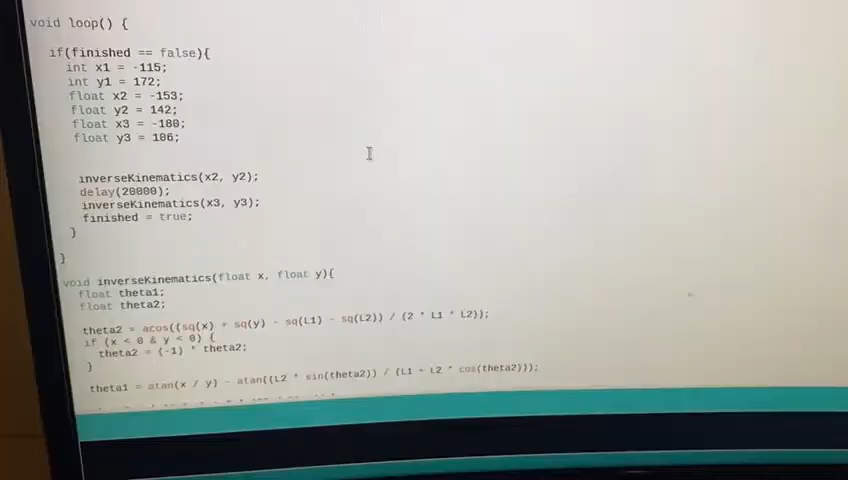 void loop() {
if(finished == false){
int x1 = -115;
int y1 = 172;
float x2 = -153;
float y2 = 142;
float x3 = -180;
float y3 = 106;
inverseKinematics(x2, y2);
delay(20000);
inverseKinematics(x3, y3);
finished = true;
}
}
void inverseKinematics(float x, float y){
float theta1;
float theta2;
theta2 = acos((sq(x) + sq(y) - sq(L1) - sq(L2)) / (2 * L1 * L2));
if (x < 0 & y < 0) {
theta2 = (-1) * theta2;
}
theta1 = atan(x / y) - atan((L2 * sin(theta2)) / (L1 + L2 * cos(theta2)));